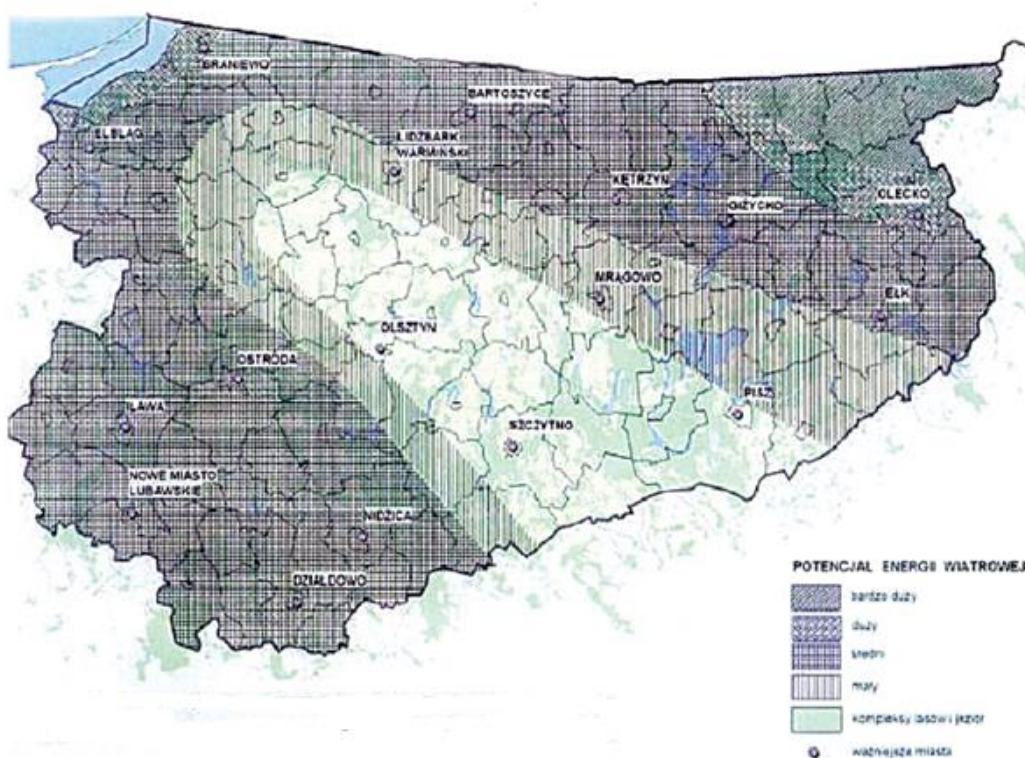 BRANIEWO
BARTOSZYCE
ELBLĄG
LIDZBARK
WARMIŃSKI
KĘTRZYN
OLECKO
GIŻYCKO
MRĄGOWO
EŁK
OLSZTYN
OSTRÓDA
PISZ
IŁAWA
SZCZYTNO
NOWE MIASTO
LUBAWSKIE
NIDZICA
DZIAŁDOWO
POTENCJAŁ ENERGII WIATROWEJ
bardzo duży
duży
średni
mały
kompleksy lasów i jezior
ważniejsze miasta